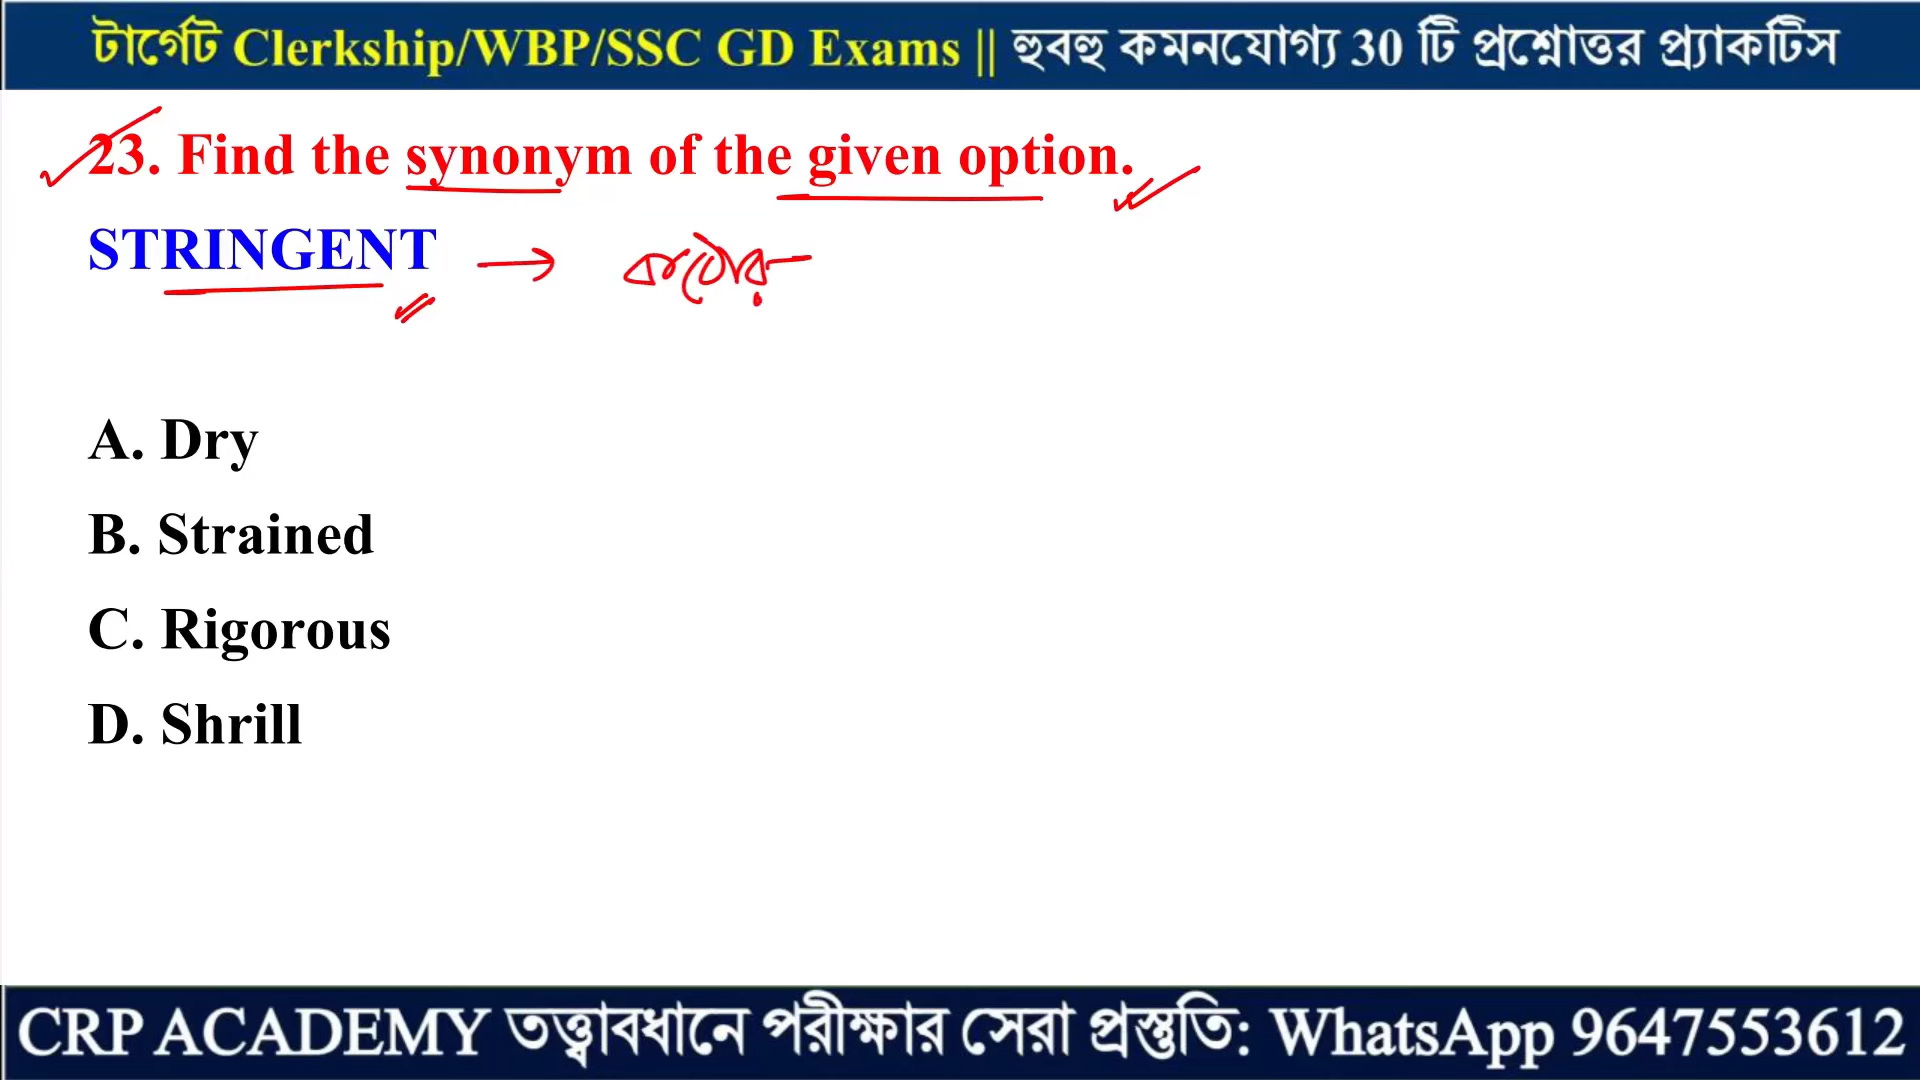 টার্গেট Clerkship/WBP/SSC GD Exams || হুবহু কমনযোগ্য 30 টি প্রশ্নোত্তর প্র্যাকটিস
23. Find the synonym of the given option.
STRINGENT → কঠোর
A. Dry
B. Strained
C. Rigorous
D. Shrill
CRP ACADEMY তত্ত্বাবধানে পরীক্ষার সেরা প্রস্তুতি: WhatsApp 9647553612